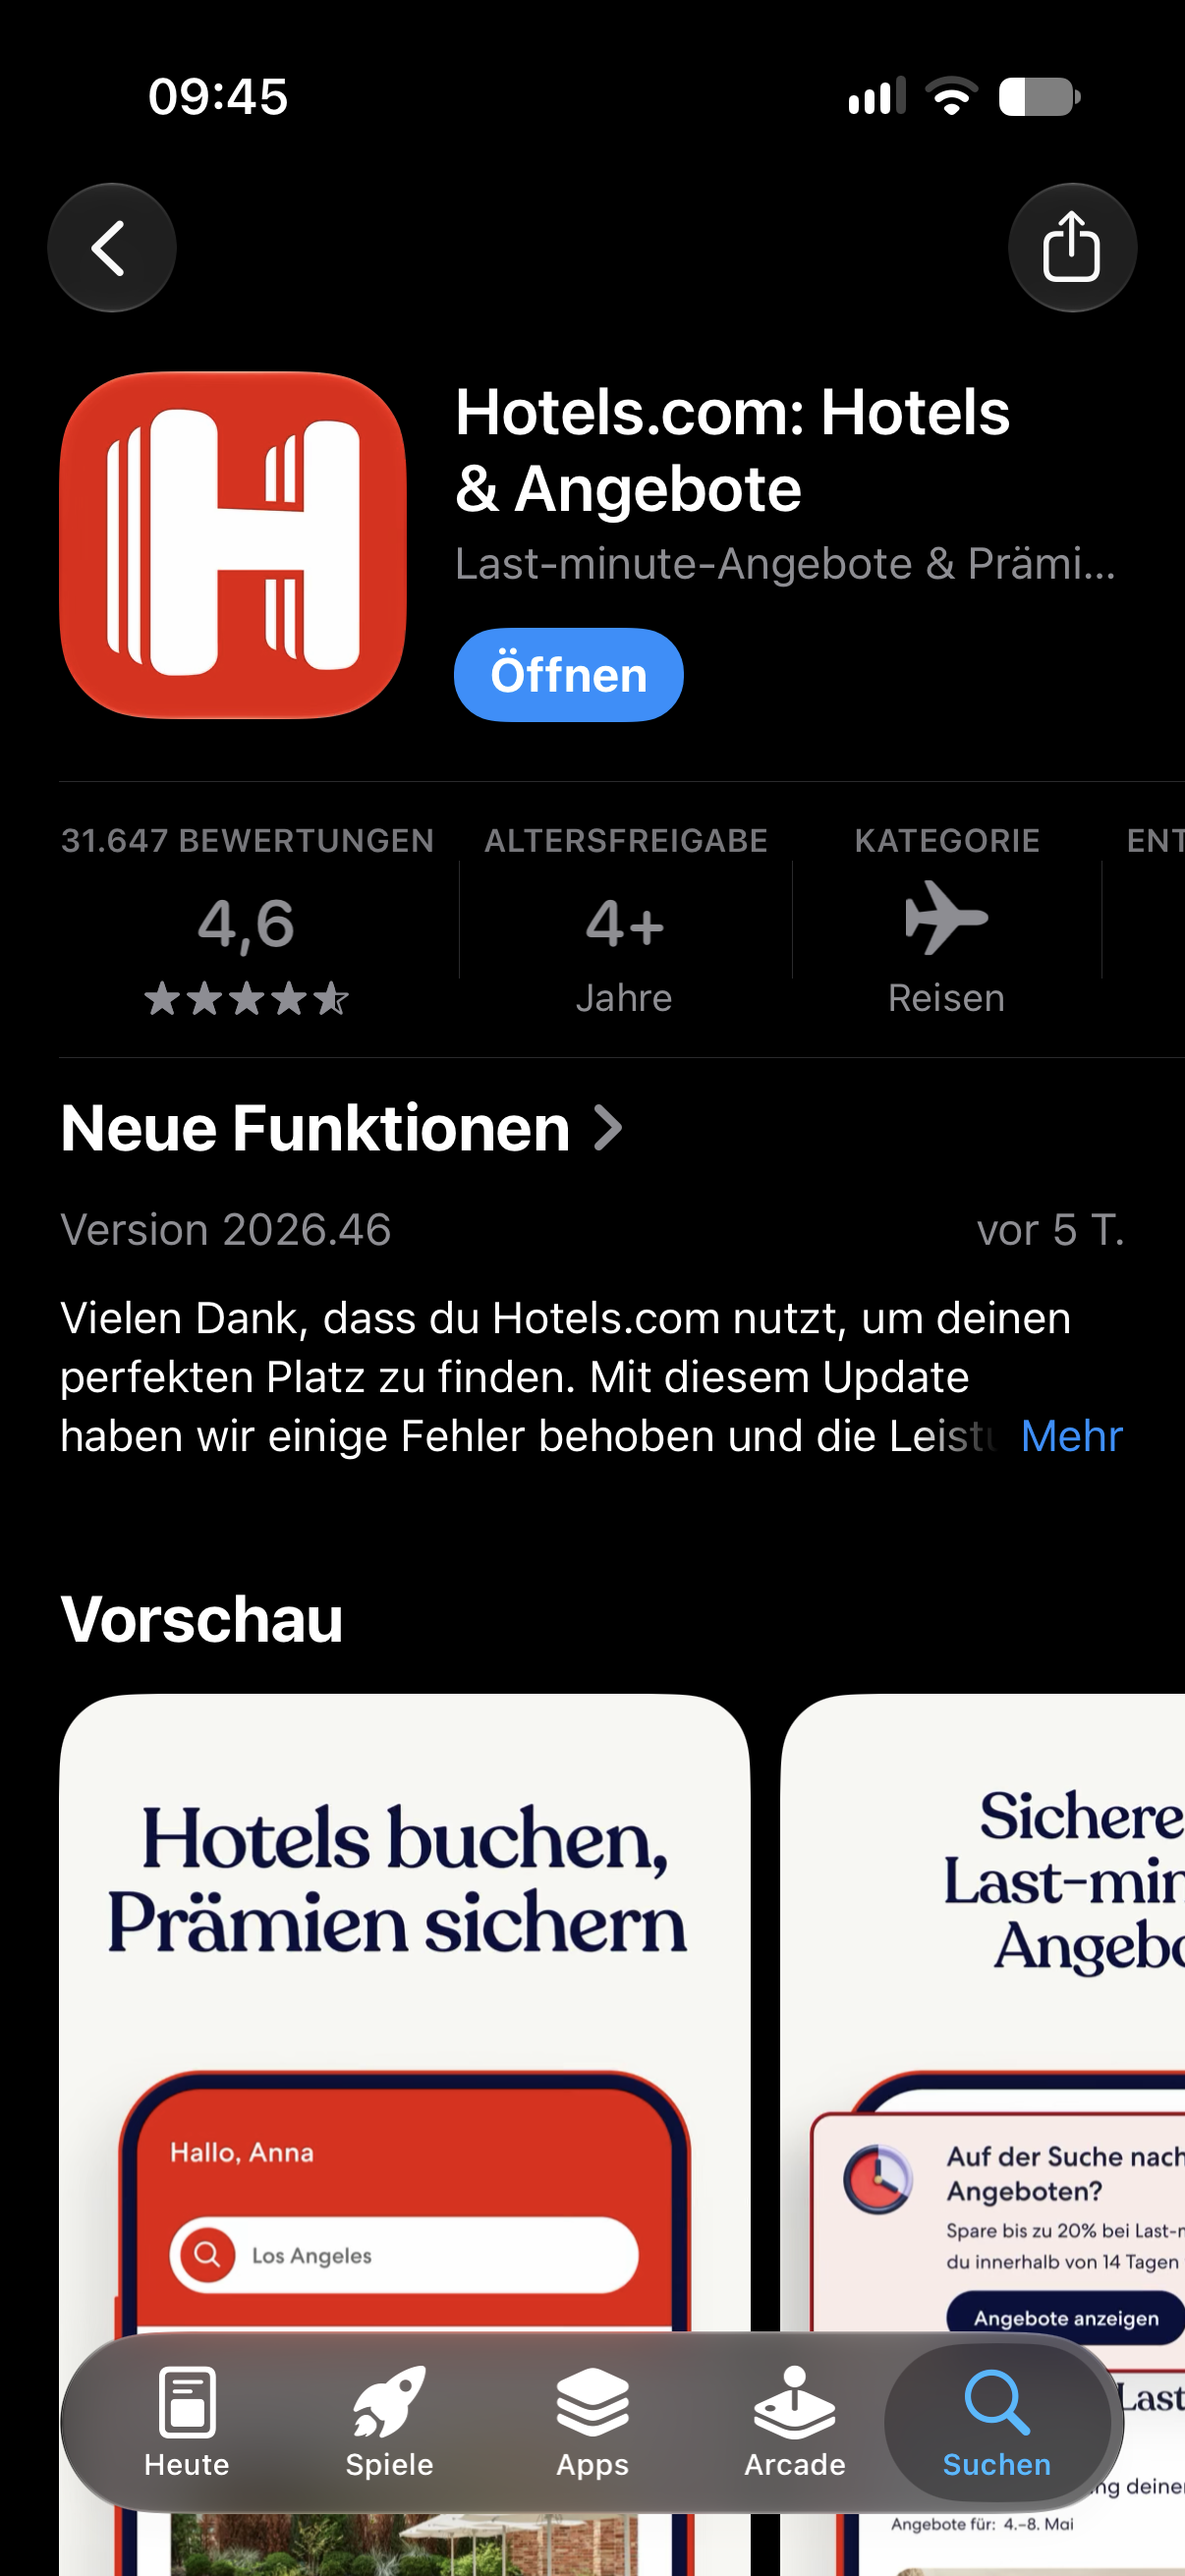 09:45
Hotels.com: Hotels
& Angebote
Last-minute-Angebote & Prämi...
Öffnen
31.647 BEWERTUNGEN
4,6
ALTERSFREIGABE
4+
Jahre
KATEGORIE
Reisen
ENT
Neue Funktionen
Version 2026.46
vor 5 T.
Vielen Dank, dass du Hotels.com nutzt, um deinen
perfekten Platz zu finden. Mit diesem Update
haben wir einige Fehler behoben und die Leist
Mehr
Vorschau
Hotels buchen,
Prämien sichern
Hallo, Anna
Los Angeles
Sichere
Last-min
Angebo
Auf der Suche nach
Angeboten?
Spare bis zu 20% bei Last-m
du innerhalb von 14 Tagen
Angebote anzeigen
Last
ng deine
Angebote für: 4.–8. Mai
Heute
Spiele
Apps
Arcade
Suchen